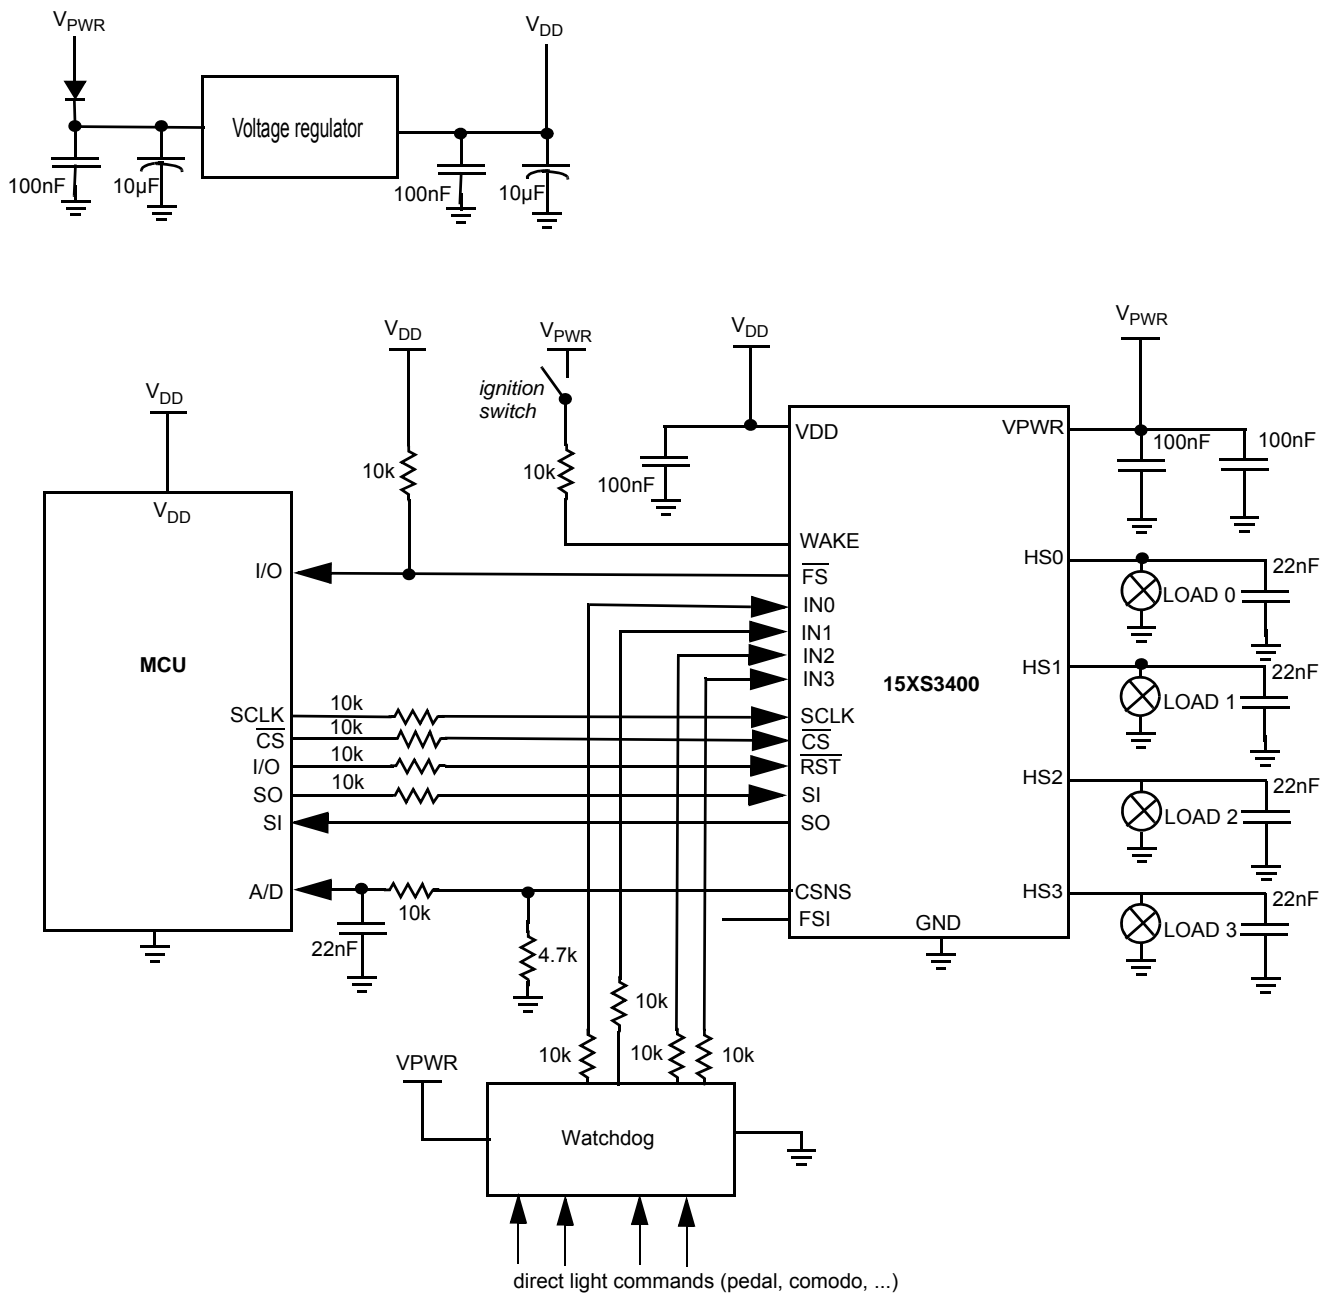 VPWR
VDD
Voltage regulator
100nF
10µF
100nF
10µF
VDD
VPWR
VDD
VPWR
ignition
switch
VDD
VDD
10k
10k
100nF
VDD
VPWR
100nF
100nF
WAKE
HS0
I/O
FS
22nF
IN0
LOAD 0
IN1
IN2
MCU
IN3
15XS3400
HS1
22nF
LOAD 1
SCLK
10k
SCLK
CS
10k
CS
I/O
10k
RST
SO
10k
SI
SI
SO
HS2
22nF
LOAD 2
A/D
10k
CSNS
FSI
GND
HS3
22nF
LOAD 3
22nF
4.7k
10k
10k
10k
10k
VPWR
Watchdog
direct light commands (pedal, comodo, ...)